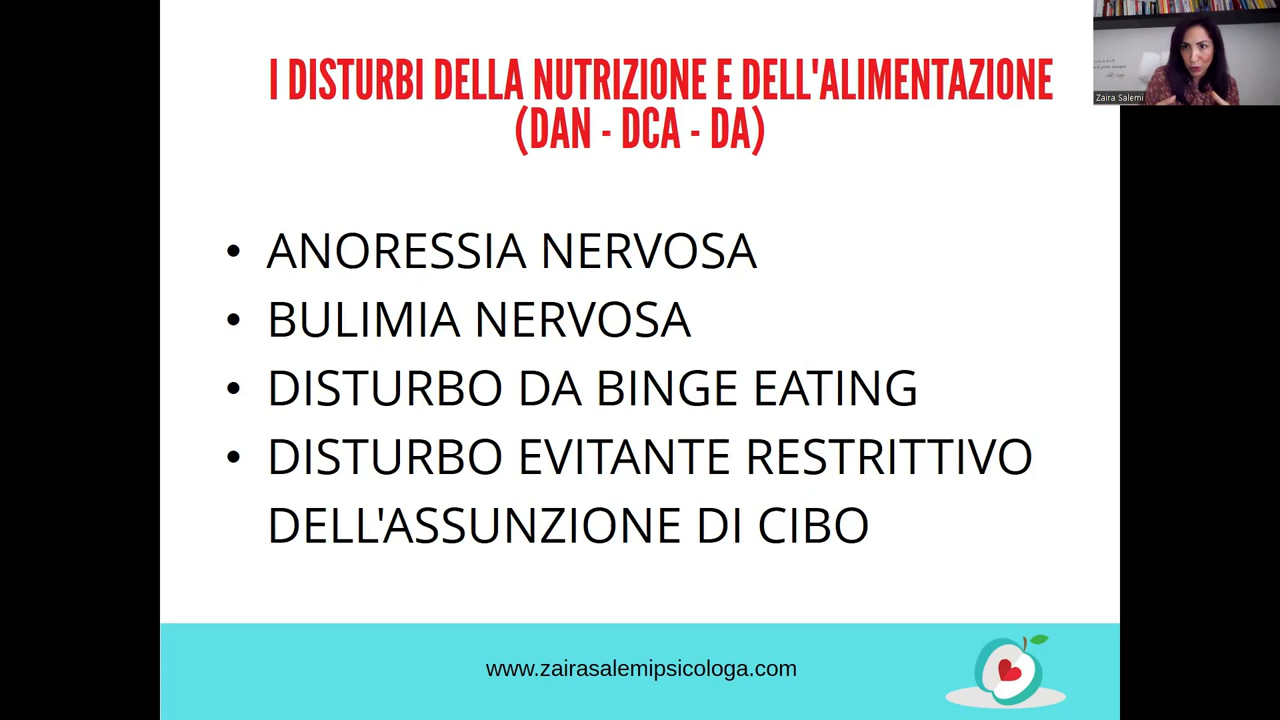 I DISTURBI DELLA NUTRIZIONE E DELL'ALIMENTAZIONE
(DAN - DCA - DA)
Zaira Salemi
• ANORESSIA NERVOSA
• BULIMIA NERVOSA
• DISTURBO DA BINGE EATING
• DISTURBO EVITANTE RESTRITTIVO
DELL'ASSUNZIONE DI CIBO
www.zairasalemipsicologa.com